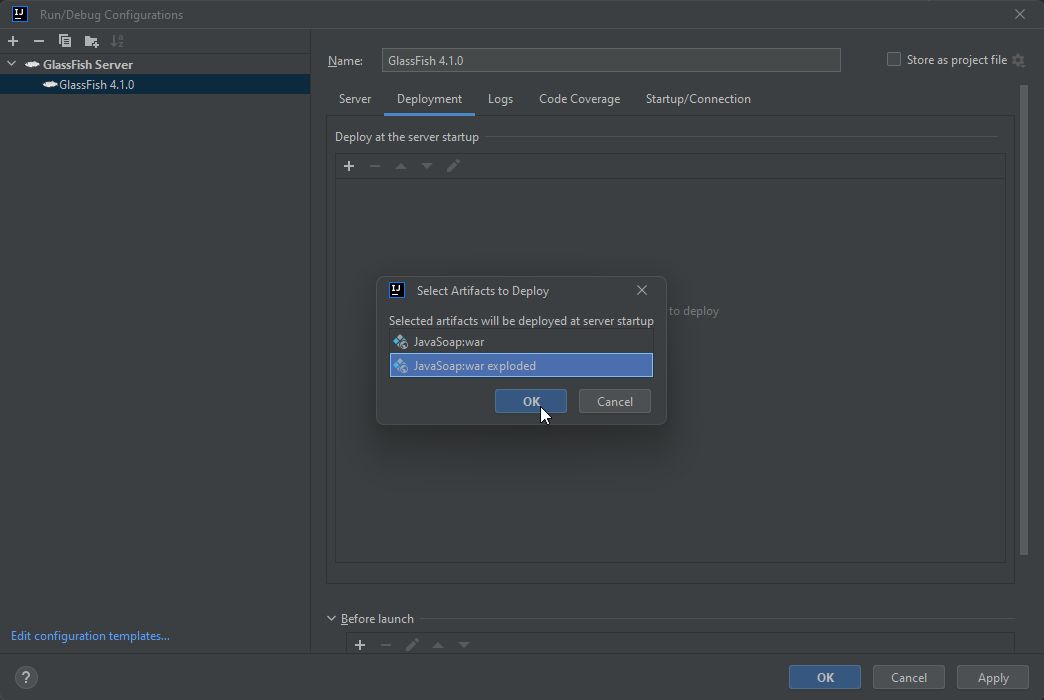 Run/Debug Configurations
GlassFish Server
GlassFish 4.1.0
Name:
GlassFish 4.1.0
Store as project file
Server
Deployment
Logs
Code Coverage
Startup/Connection
Deploy at the server startup
to deploy
Select Artifacts to Deploy
Selected artifacts will be deployed at server startup
JavaSoap:war
JavaSoap:war exploded
OK
Cancel
Before launch
Edit configuration templates...
?
OK
Cancel
Apply